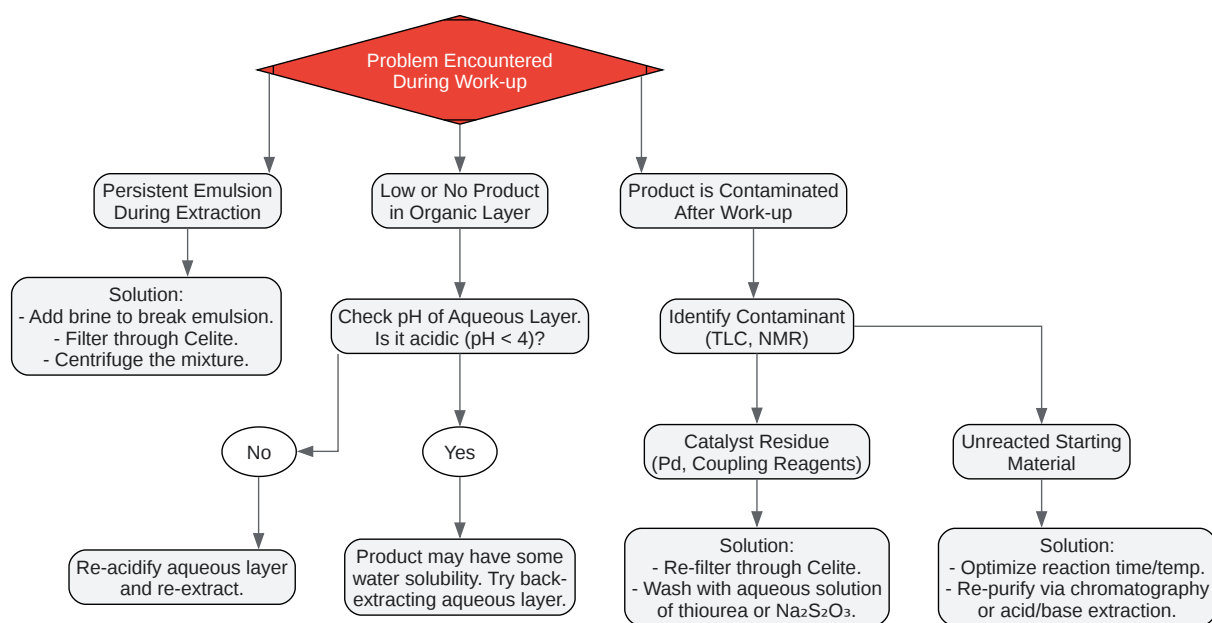 Problem Encountered
During Work-up
Persistent Emulsion
During Extraction
Low or No Product
in Organic Layer
Product is Contaminated
After Work-up
Solution:
- Add brine to break emulsion.
- Filter through Celite.
- Centrifuge the mixture.
Check pH of Aqueous Layer.
Is it acidic (pH < 4)?
Identify Contaminant
(TLC, NMR)
No
Yes
Catalyst Residue
(Pd, Coupling Reagents)
Unreacted Starting
Material
Re-acidify aqueous layer
and re-extract.
Product may have some
water solubility. Try back-
extracting aqueous layer.
Solution:
- Re-filter through Celite.
- Wash with aqueous solution
of thiourea or Na₂S₂O₃.
Solution:
- Optimize reaction time/temp.
- Re-purify via chromatography
or acid/base extraction.